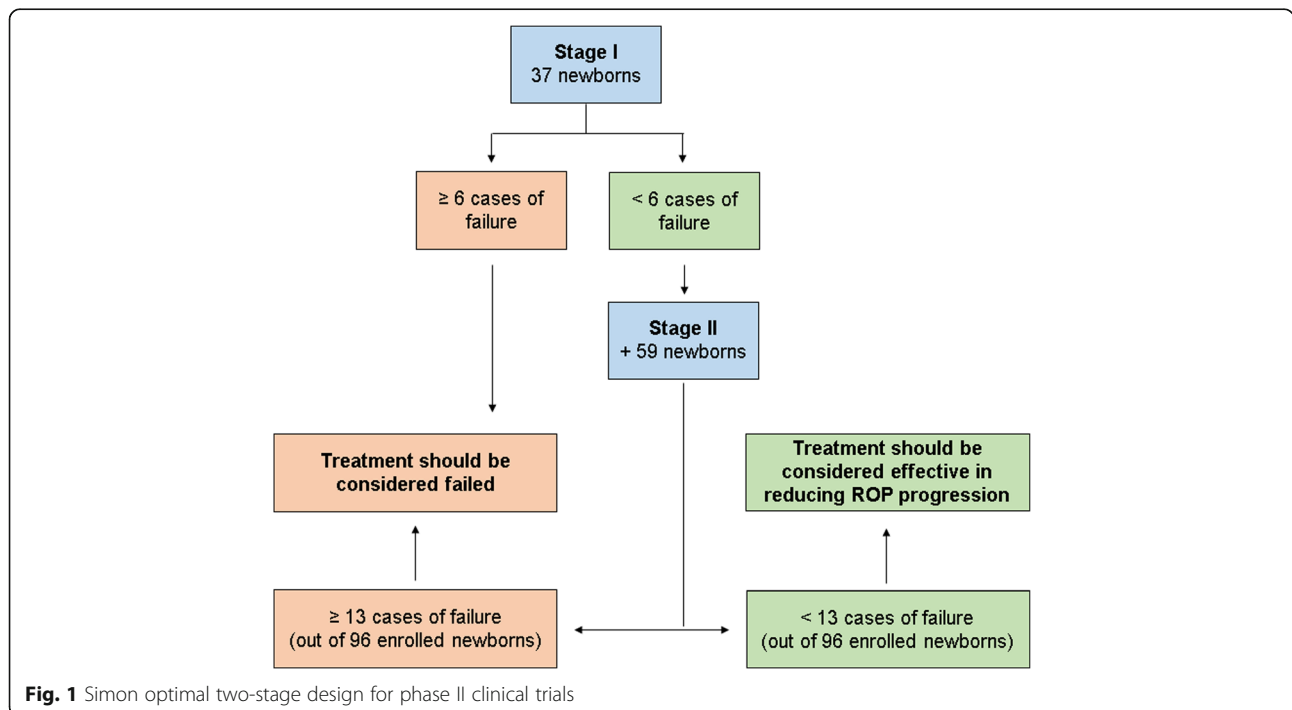 Stage I
37 newborns
≥ 6 cases of
failure
< 6 cases of
failure
Stage II
+ 59 newborns
Treatment should be
considered failed
Treatment should be
considered effective in
reducing ROP progression
≥ 13 cases of failure
(out of 96 enrolled newborns)
< 13 cases of failure
(out of 96 enrolled newborns)
Fig. 1 Simon optimal two-stage design for phase II clinical trials